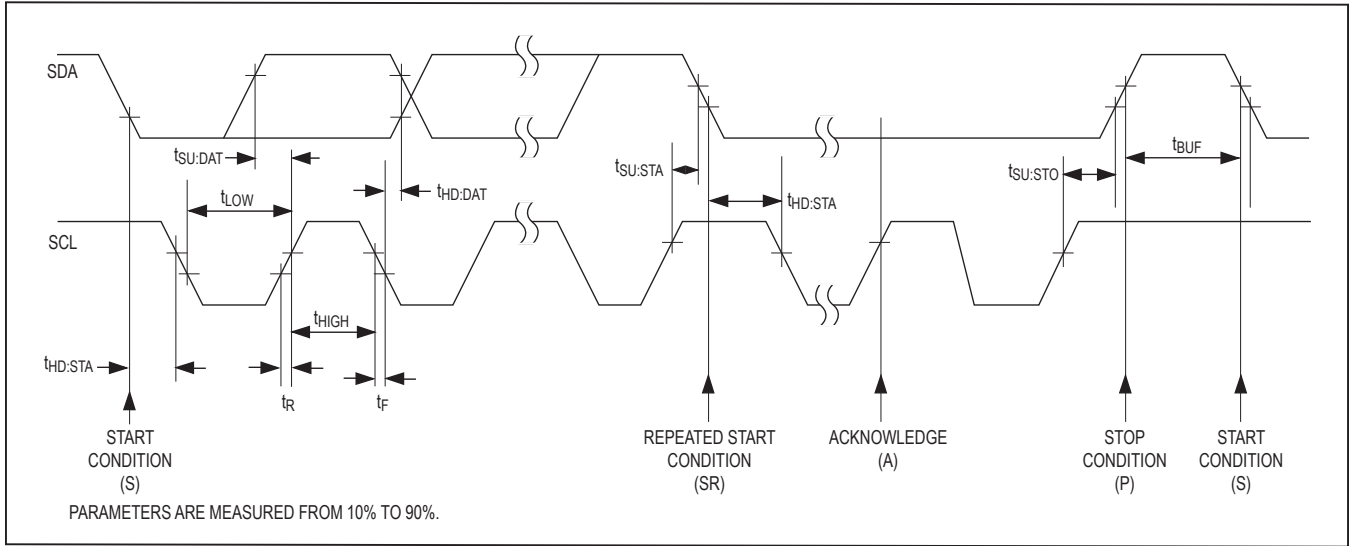 SDA
tSU:DAT
tHD:DAT
tSU:STA
tHD:STA
tSU:STO
tBUF
tLOW
SCL
tHIGH
tHD:STA
tR
tF
START
CONDITION
(S)
REPEATED START
CONDITION
(SR)
ACKNOWLEDGE
(A)
STOP
CONDITION
(P)
START
CONDITION
(S)
PARAMETERS ARE MEASURED FROM 10% TO 90%.